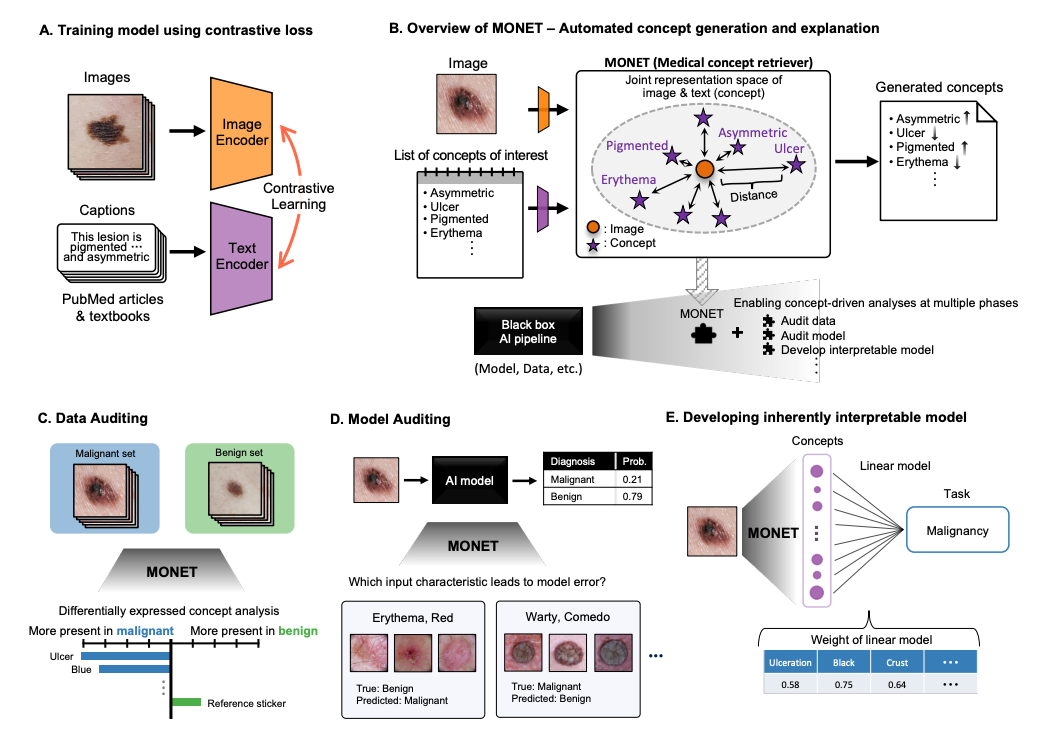 A. Training model using contrastive loss
Images
Image
Encoder
Contrastive
Learning
Captions
This lesion is
pigmented ···
and asymmetric
Text
Encoder
PubMed articles
& textbooks
B. Overview of MONET – Automated concept generation and explanation
Image
List of concepts of interest
• Asymmetric
• Ulcer
• Pigmented
• Erythema
⋮
MONET (Medical concept retriever)
Joint representation space of
image & text (concept)
Pigmented
Asymmetric
Ulcer
Erythema
Distance
: Image
: Concept
Generated concepts
• Asymmetric ↑
• Ulcer ↓
• Pigmented ↑
• Erythema ↓
⋮
Black box
AI pipeline
(Model, Data, etc.)
MONET
+
Enabling concept-driven analyses at multiple phases
Audit data
Audit model
Develop interpretable model
⋮
C. Data Auditing
Malignant set
Benign set
MONET
Differentially expressed concept analysis
More present in malignant
More present in benign
Ulcer
Blue
⋮
Reference sticker
D. Model Auditing
AI model
Diagnosis Prob.
Malignant 0.21
Benign 0.79
MONET
Which input characteristic leads to model error?
Erythema, Red
True: Benign
Predicted: Malignant
Warty, Comedo
True: Malignant
Predicted: Benign
•••
E. Developing inherently interpretable model
Concepts
Linear model
Task
MONET
⋮
Malignancy
Weight of linear model
Ulceration Black Crust •••
0.58 0.75 0.64 •••